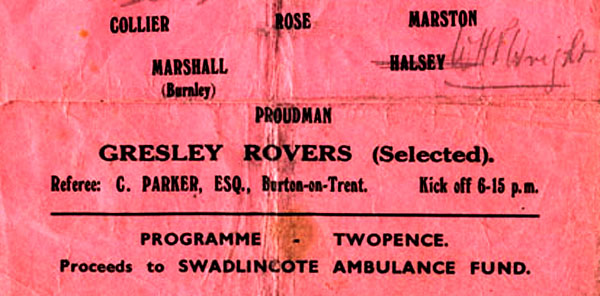 COLLIER ROSE MARSTON
MARSHALL HALSEY Wright
(Burnley)
PROUDMAN
GRESLEY ROVERS (Selected).
Referee: C. PARKER, ESQ., Burton-on-Trent. Kick off 6-15 p.m.
PROGRAMME - TWOPENCE.
Proceeds to SWADLINCOTE AMBULANCE FUND.